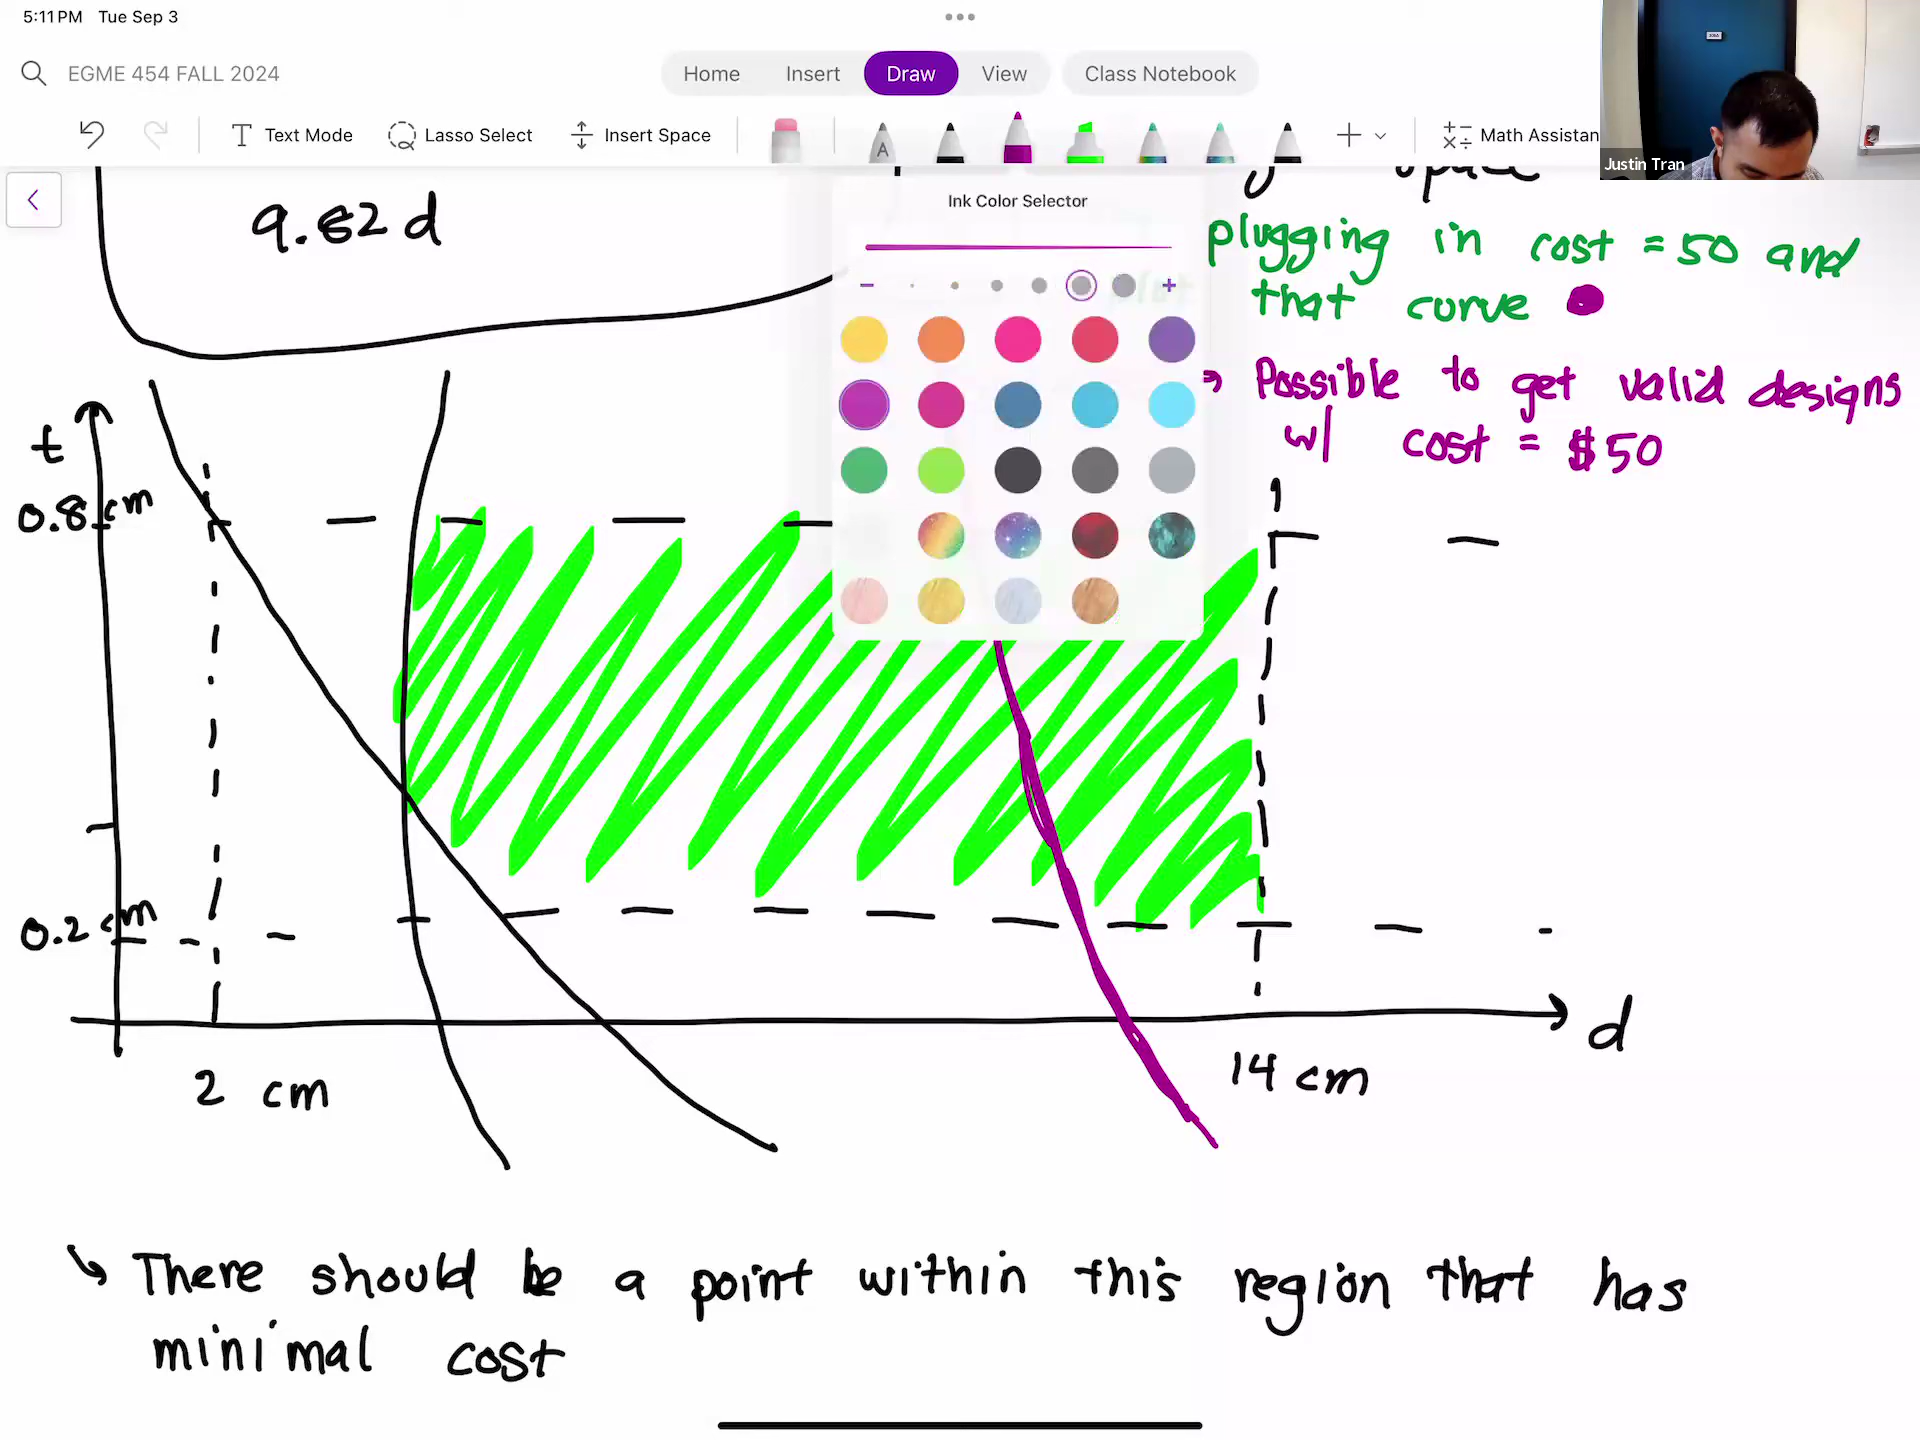 5:11 PM Tue Sep 3
EGME 454 FALL 2024
Home Insert Draw View Class Notebook
Text Mode Lasso Select Insert Space Math Assistan
Justin Tran
Ink Color Selector
9.82 d
plugging in cost = 50 and
that curve
Possible to get valid designs
w/ cost = $50
t
0.8 cm
0.2 cm
d
2 cm
14 cm
There should be a point within this region that has
minimal cost